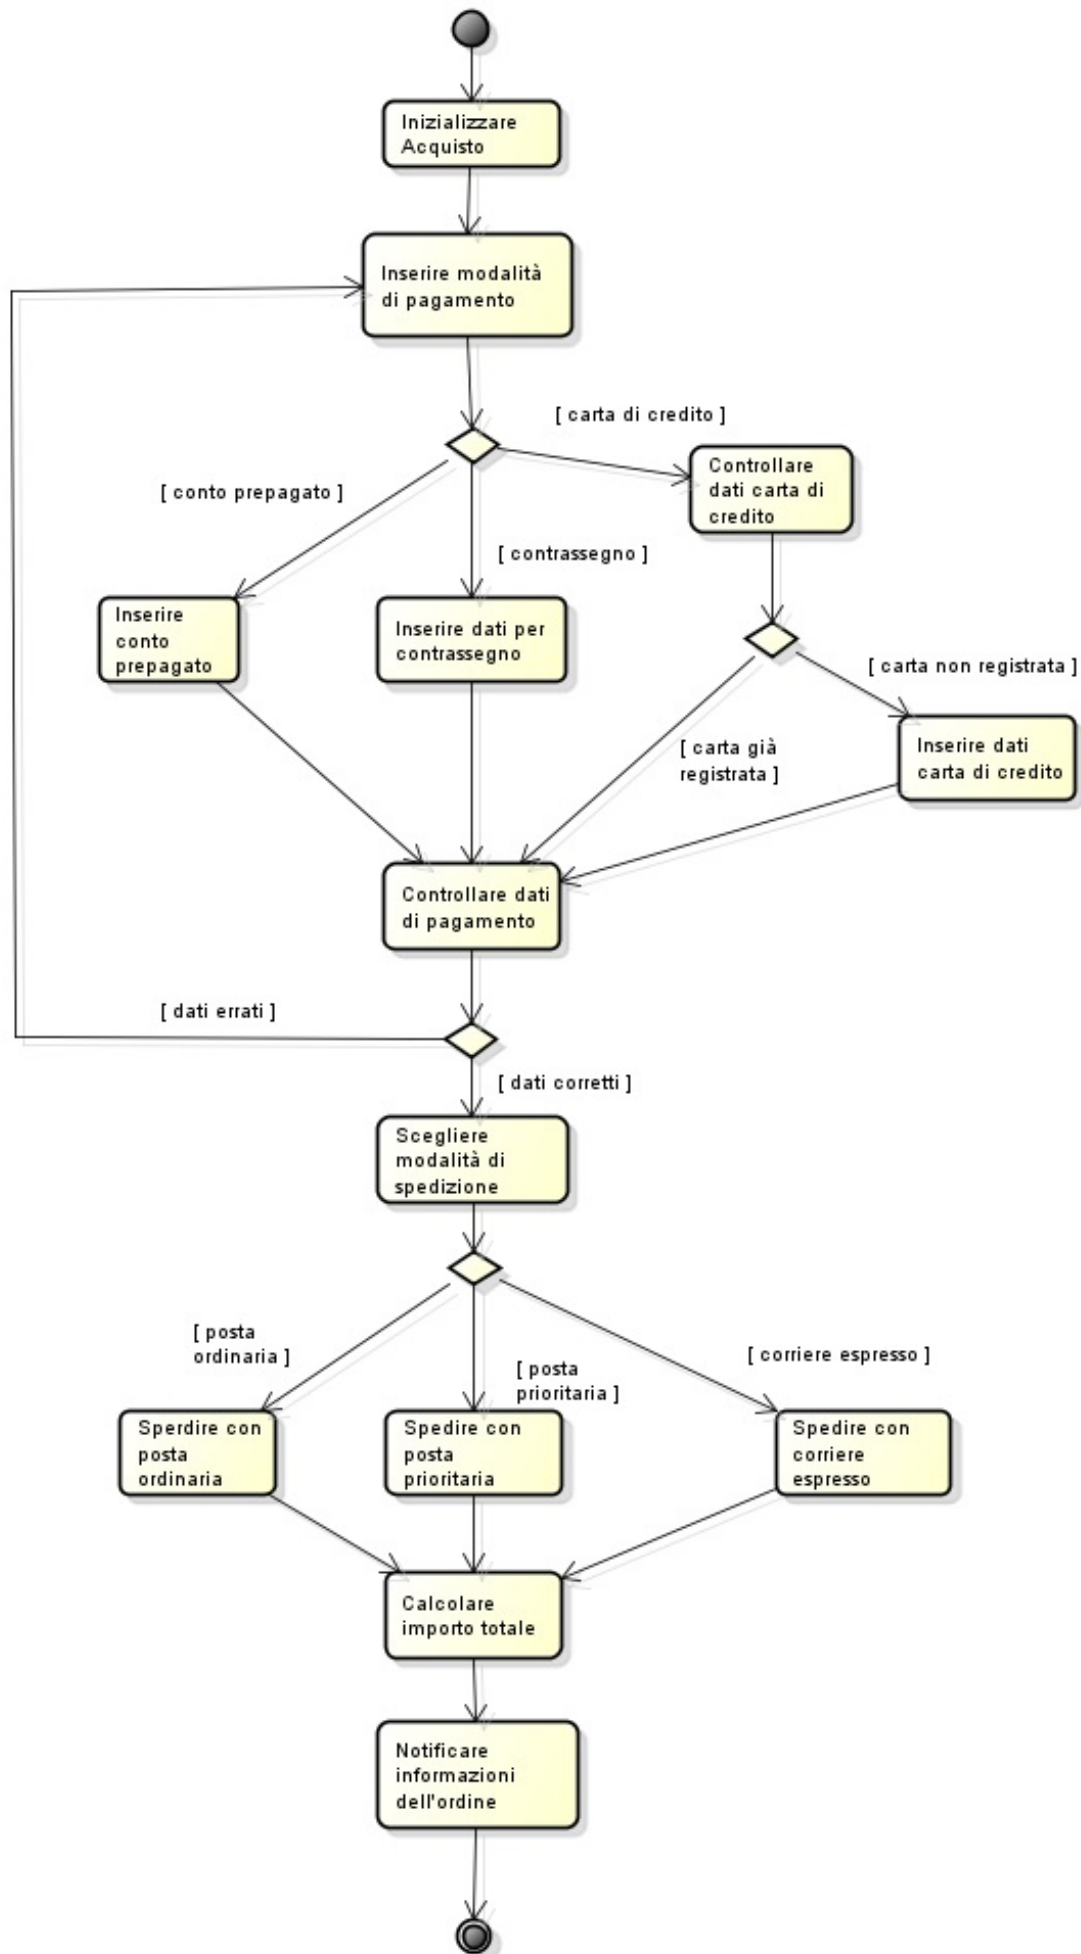 Inizializzare
Acquisto
Inserire modalità
di pagamento
[ carta di credito ]
Controllare
dati carta di
credito
[ conto prepagato ]
[ contrassegno ]
Inserire
conto
prepagato
Inserire dati per
contrassegno
[ carta non registrata ]
[ carta già
registrata ]
Inserire dati
carta di credito
Controllare dati
di pagamento
[ dati errati ]
[ dati corretti ]
Scegliere
modalità di
spedizione
[ posta
ordinaria ]
[ posta
prioritaria ]
[ corriere espresso ]
Sperdire con
posta
ordinaria
Spedire con
posta
prioritaria
Spedire con
corriere
espresso
Calcolare
importo totale
Notificare
informazioni
dell'ordine